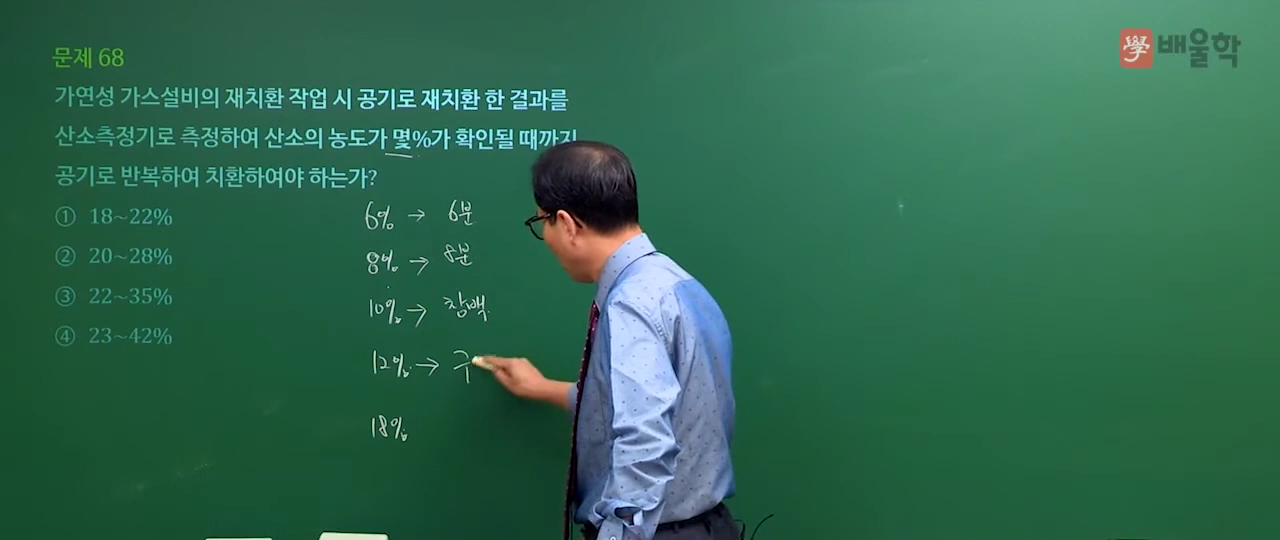 學 배울학
문제 68
가연성 가스설비의 재치환 작업 시 공기로 재치환 한 결과를
산소측정기로 측정하여 산소의 농도가 몇%가 확인될 때까지
공기로 반복하여 치환하여야 하는가?
① 18~22%
② 20~28%
③ 22~35%
④ 23~42%
6% → 6분
8% → 8분
10% → 창백
12% → 구
18%